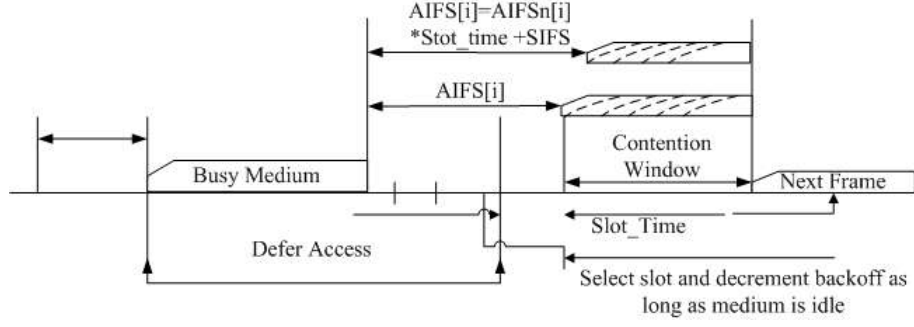 AIFS[i]=AIFSn[i]
*Stot_time +SIFS
AIFS[i]
Contention
Window
Busy Medium
Next Frame
Slot_Time
Defer Access
Select slot and decrement backoff as
long as medium is idle